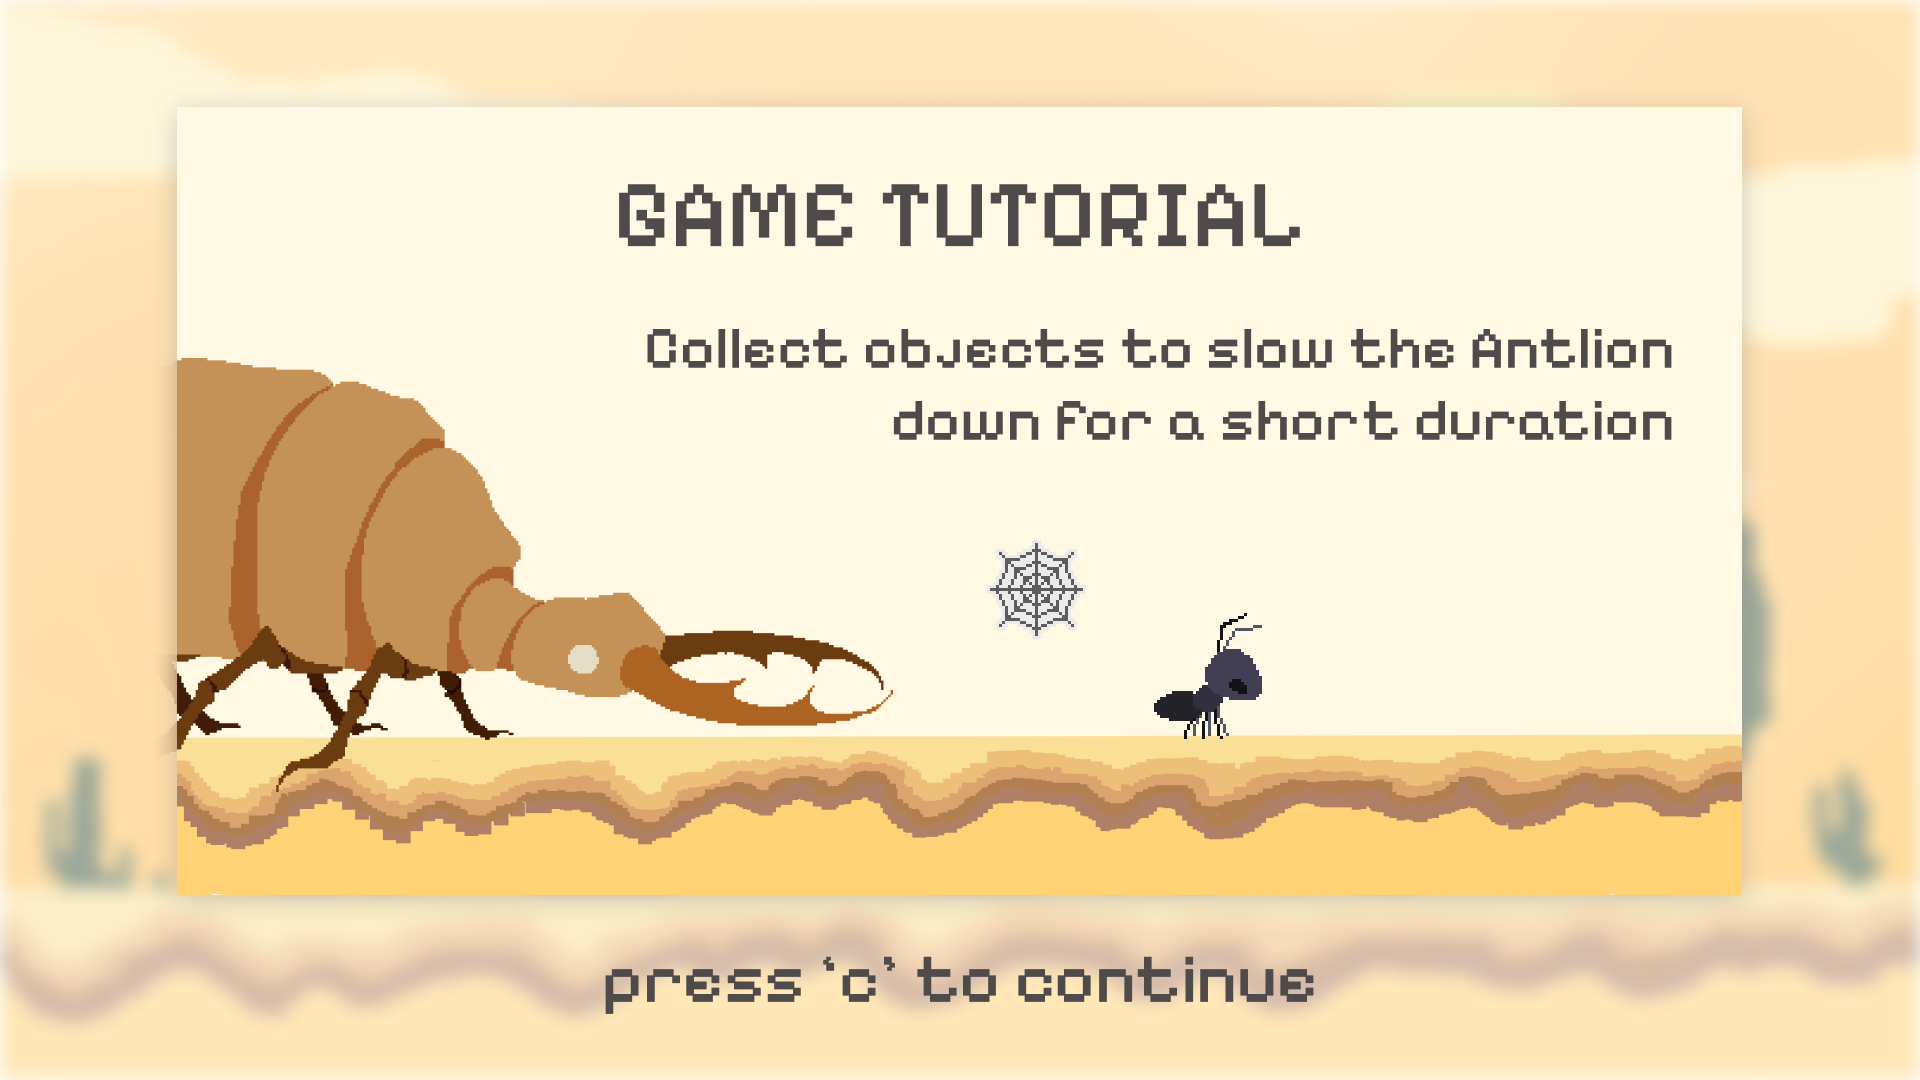 GAME TUTORIAL
Collect objects to slow the Antlion
down for a short duration
press ‘c’ to continue